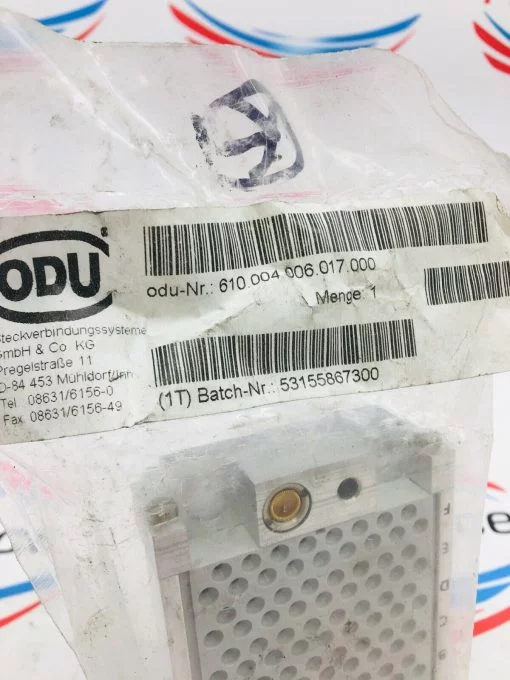 ODU
®
Steckverbindungssysteme
GmbH & Co KG
Pregelstraße 11
D-84 453 Mühldorf/Inn
Tel 08631/6156-0
Fax 08631/6156-49
odu-Nr.: 610.004.006.017.000
Menge: 1
(1T) Batch-Nr.: 53155867300
F
E
D
C